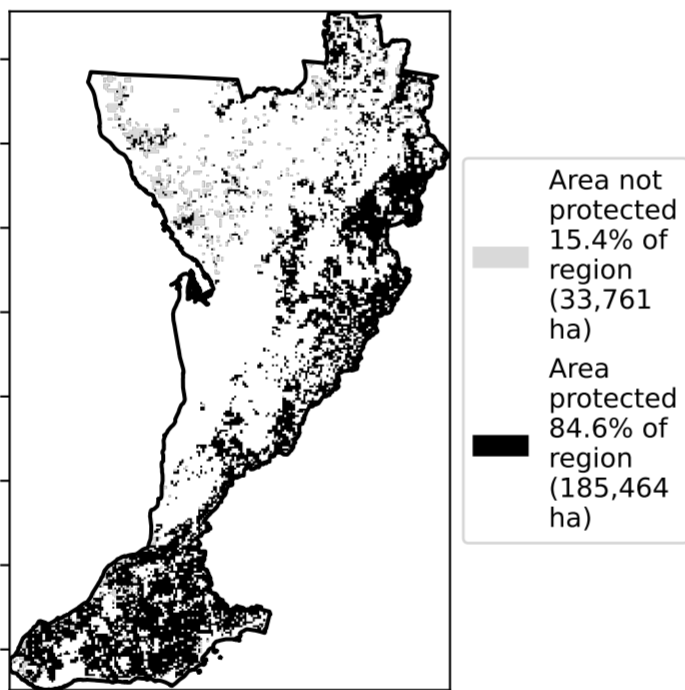 Area not
protected
15.4% of
region
(33,761
ha)
Area
protected
84.6% of
region
(185,464
ha)